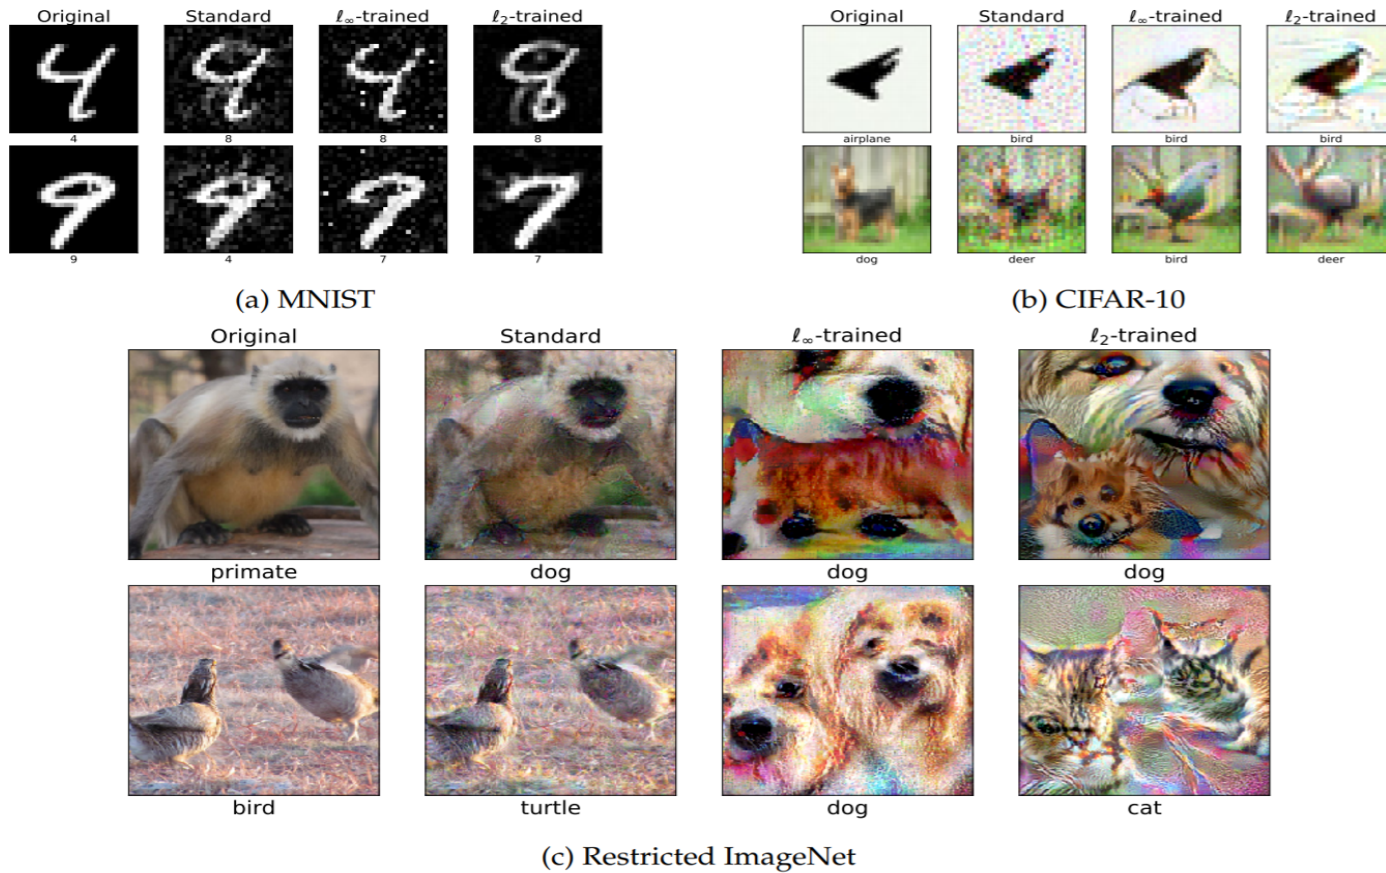 Original Standard ℓ∞-trained ℓ2-trained
4 8 8 8
9 4 7 7
(a) MNIST
Original Standard ℓ∞-trained ℓ2-trained
airplane bird bird bird
dog deer bird deer
(b) CIFAR-10
Original Standard ℓ∞-trained ℓ2-trained
primate dog dog dog
bird turtle dog cat
(c) Restricted ImageNet